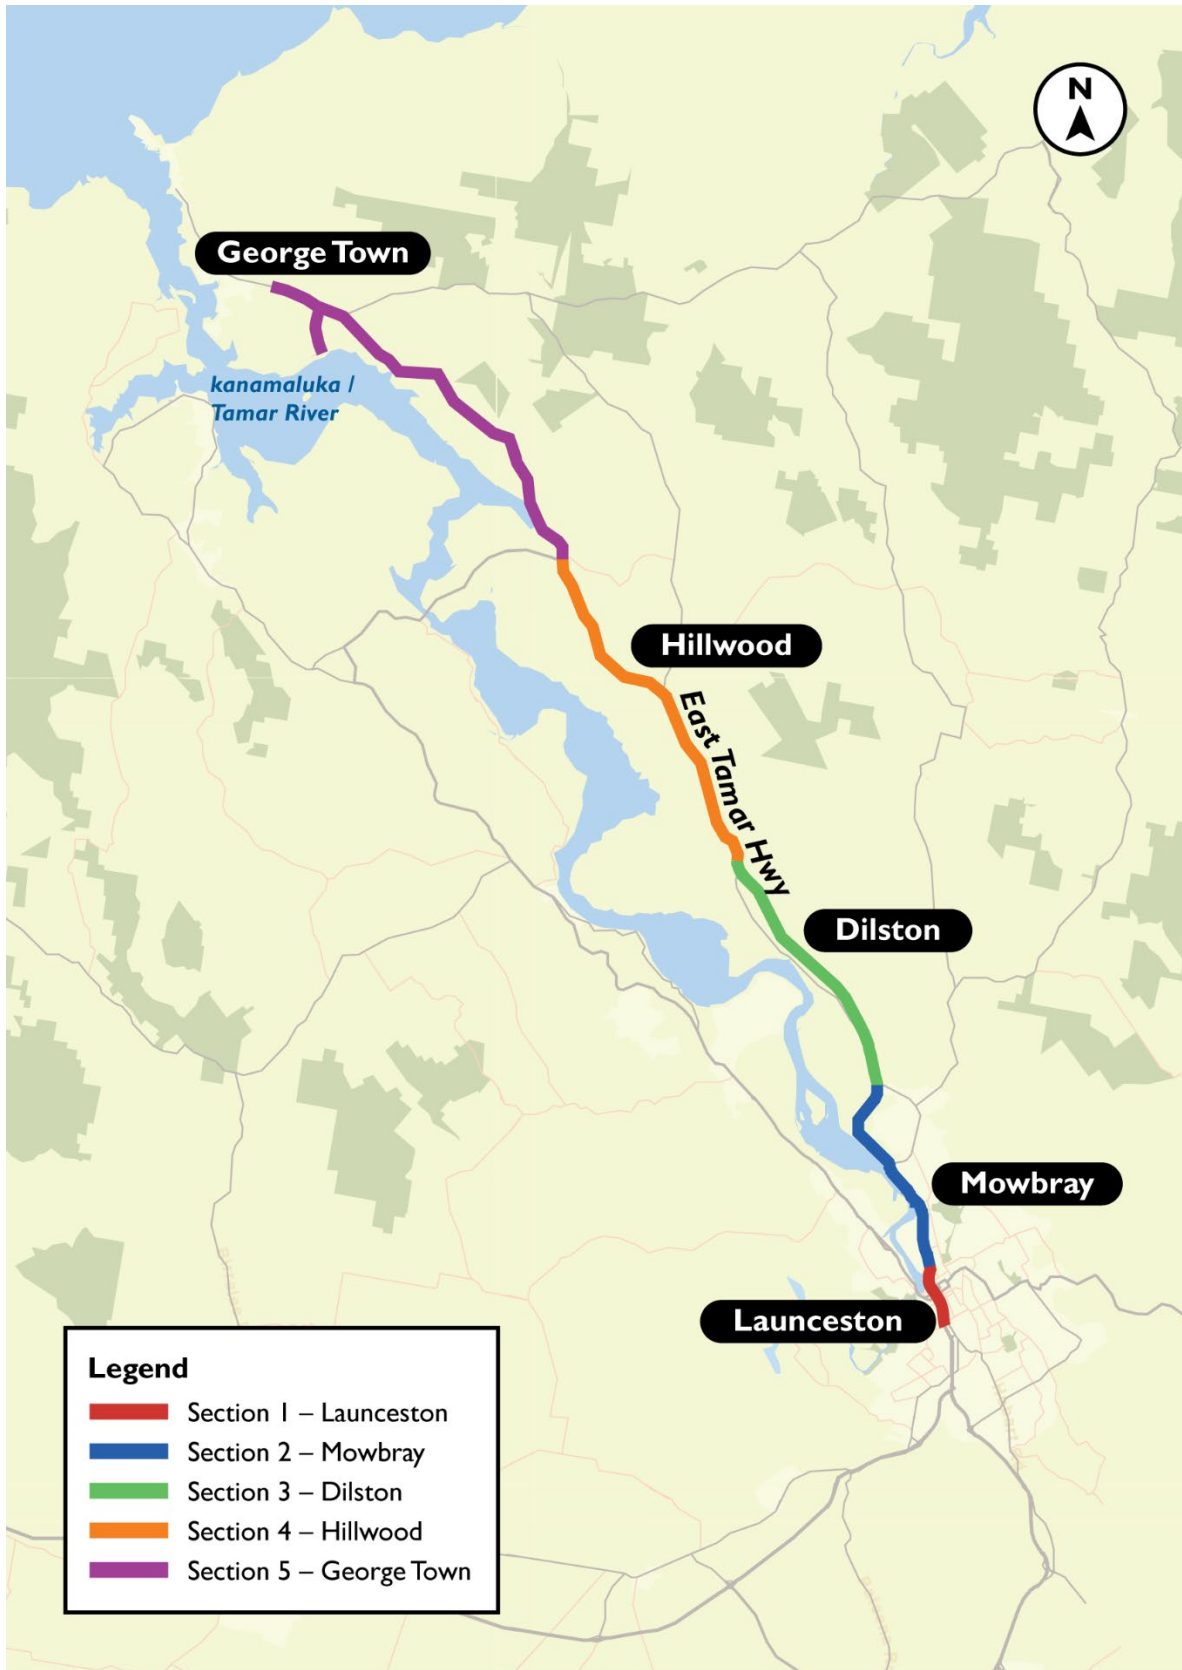 N
George Town
kanamaluka /
Tamar River
Hillwood
East Tamar Hwy
Dilston
Mowbray
Launceston
Legend
Section 1 – Launceston
Section 2 – Mowbray
Section 3 – Dilston
Section 4 – Hillwood
Section 5 – George Town